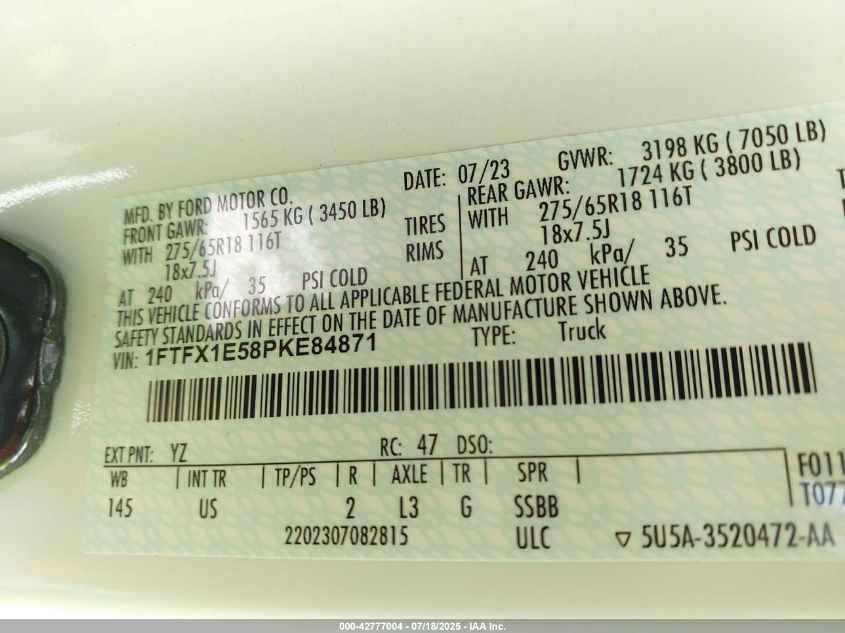 MFD. BY FORD MOTOR CO.
DATE: 07/23
GVWR: 3198 KG ( 7050 LB)
FRONT GAWR: 1565 KG ( 3450 LB)
REAR GAWR: 1724 KG ( 3800 LB)
WITH 275/65R18 116T
TIRES
WITH 275/65R18 116T
18x7.5J
RIMS
18x7.5J
AT 240 kPa/ 35 PSI COLD
AT 240 kPa/ 35 PSI COLD
THIS VEHICLE CONFORMS TO ALL APPLICABLE FEDERAL MOTOR VEHICLE
SAFETY STANDARDS IN EFFECT ON THE DATE OF MANUFACTURE SHOWN ABOVE.
VIN: 1FTFX1E58PKE84871
TYPE: Truck
EXT PNT: YZ RC: 47 DSO:
WB INT TR TP/PS R AXLE TR SPR
145 US 2 L3 G SSBB
F011
T077
2202307082815 ULC ▽ 5U5A-3520472-AA
000-42777004 - 07/18/2025 - IAA Inc.